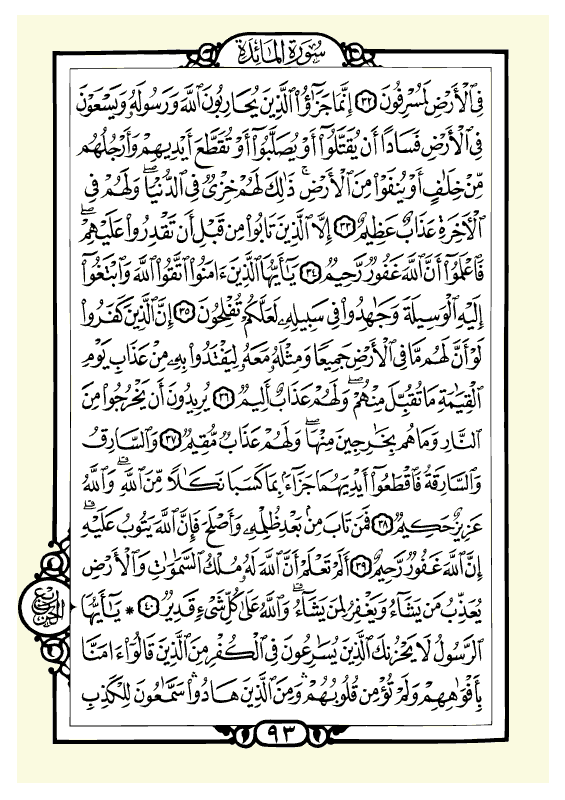 سُورَةُ المَائِدَةِ
فِي ٱلْأَرْضِ لَمُسْرِفُونَ ٣٢ إِنَّمَا جَزَٰٓؤُاْ ٱلَّذِينَ يُحَارِبُونَ ٱللَّهَ وَرَسُولَهُۥ وَيَسْعَوْنَ
فِي ٱلْأَرْضِ فَسَادًا أَن يُقَتَّلُوٓاْ أَوْ يُصَلَّبُوٓاْ أَوْ تُقَطَّعَ أَيْدِيهِمْ وَأَرْجُلُهُم
مِّنْ خِلَٰفٍ أَوْ يُنفَوْاْ مِنَ ٱلْأَرْضِ ۚ ذَٰلِكَ لَهُمْ خِزْىٌ فِي ٱلدُّنْيَا ۖ وَلَهُمْ فِي
ٱلْأَخِرَةِ عَذَابٌ عَظِيمٌ ٣٣ إِلَّا ٱلَّذِينَ تَابُواْ مِن قَبْلِ أَن تَقْدِرُواْ عَلَيْهِمْ ۖ
فَٱعْلَمُوٓاْ أَنَّ ٱللَّهَ غَفُورٌ رَّحِيمٌ ٣٤ يَٰٓأَيُّهَا ٱلَّذِينَ ءَامَنُواْ ٱتَّقُواْ ٱللَّهَ وَٱبْتَغُوٓاْ
إِلَيْهِ ٱلْوَسِيلَةَ وَجَٰهِدُواْ فِي سَبِيلِهِۦ لَعَلَّكُمْ تُفْلِحُونَ ٣٥ إِنَّ ٱلَّذِينَ كَفَرُواْ
لَوْ أَنَّ لَهُم مَّا فِي ٱلْأَرْضِ جَمِيعًا وَمِثْلَهُۥ مَعَهُۥ لِيَفْتَدُواْ بِهِۦ مِنْ عَذَابِ يَوْمِ
ٱلْقِيَٰمَةِ مَا تُقُبِّلَ مِنْهُمْ ۖ وَلَهُمْ عَذَابٌ أَلِيمٌ ٣٦ يُرِيدُونَ أَن يَخْرُجُواْ مِنَ
ٱلنَّارِ وَمَا هُم بِخَٰرِجِينَ مِنْهَا ۖ وَلَهُمْ عَذَابٌ مُّقِيمٌ ٣٧ وَٱلسَّارِقُ
وَٱلسَّارِقَةُ فَٱقْطَعُوٓاْ أَيْدِيَهُمَا جَزَآءًۢ بِمَا كَسَبَا نَكَٰلًا مِّنَ ٱللَّهِ ۗ وَٱللَّهُ
عَزِيزٌ حَكِيمٌ ٣٨ فَمَن تَابَ مِنۢ بَعْدِ ظُلْمِهِۦ وَأَصْلَحَ فَإِنَّ ٱللَّهَ يَتُوبُ عَلَيْهِ ۗ
إِنَّ ٱللَّهَ غَفُورٌ رَّحِيمٌ ٣٩ أَلَمْ تَعْلَمْ أَنَّ ٱللَّهَ لَهُۥ مُلْكُ ٱلسَّمَٰوَٰتِ وَٱلْأَرْضِ
يُعَذِّبُ مَن يَشَآءُ وَيَغْفِرُ لِمَن يَشَآءُ ۗ وَٱللَّهُ عَلَىٰ كُلِّ شَىْءٍ قَدِيرٌ ٤٠ * يَٰٓأَيُّهَا
ٱلرَّسُولُ لَا يَحْزُنكَ ٱلَّذِينَ يُسَٰرِعُونَ فِي ٱلْكُفْرِ مِنَ ٱلَّذِينَ قَالُوٓاْ ءَامَنَّا
بِأَفْوَٰهِهِمْ وَلَمْ تُؤْمِن قُلُوبُهُمْ ۛ وَمِنَ ٱلَّذِينَ هَادُواْ ۛ سَمَّٰعُونَ لِلْكَذِبِ
٩٣